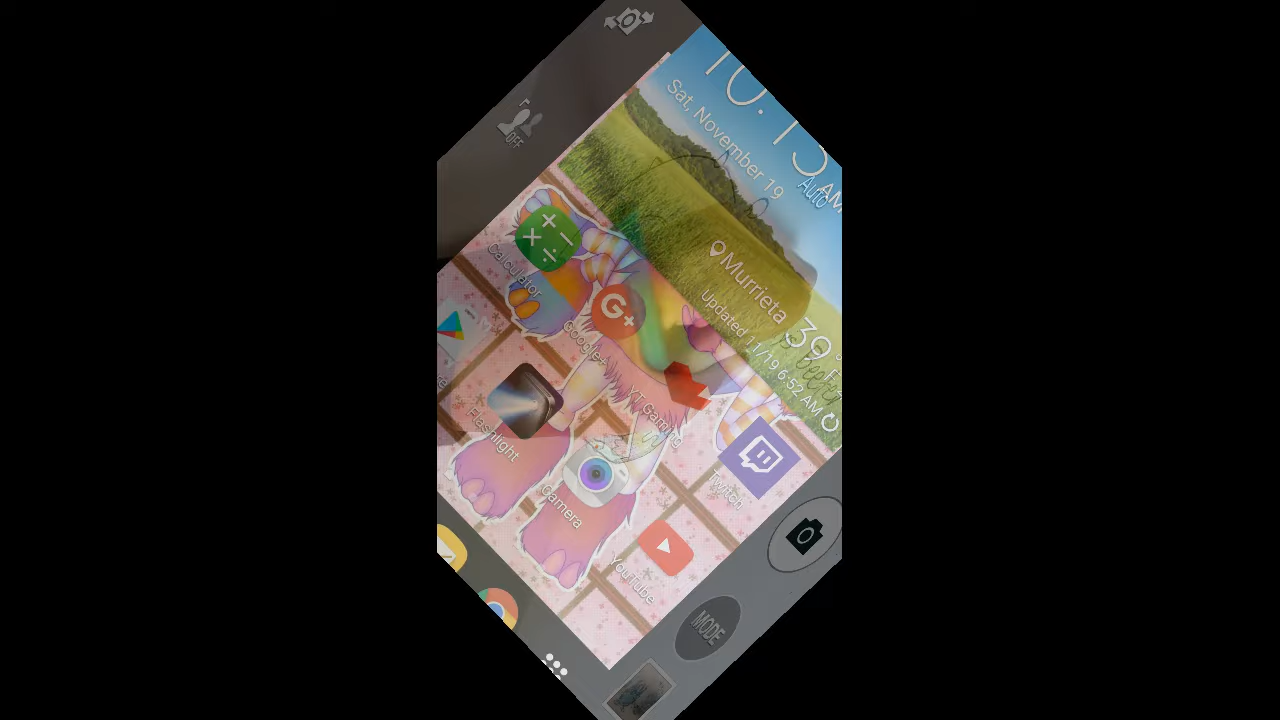 10:13 AM
Sat, November 19
Auto
Murrieta
39°
Updated 11/19 6:52 AM
OFF
Calculator
Google+
YT Gaming
Twitch
Flashlight
Camera
YouTube
MODE